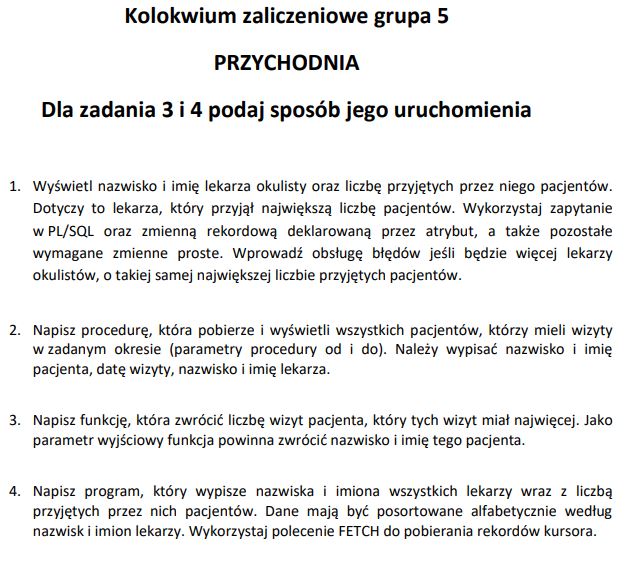 Kolokwium zaliczeniowe grupa 5
PRZYCHODNIA
Dla zadania 3 i 4 podaj sposób jego uruchomienia
1. Wyświetl nazwisko i imię lekarza okulisty oraz liczbę przyjętych przez niego pacjentów.
Dotyczy to lekarza, który przyjął największą liczbę pacjentów. Wykorzystaj zapytanie
w PL/SQL oraz zmienną rekordową deklarowaną przez atrybut, a także pozostałe
wymagane zmienne proste. Wprowadź obsługę błędów jeśli będzie więcej lekarzy
okulistów, o takiej samej największej liczbie przyjętych pacjentów.
2. Napisz procedurę, która pobierze i wyświetli wszystkich pacjentów, którzy mieli wizyty
w zadanym okresie (parametry procedury od i do). Należy wypisać nazwisko i imię
pacjenta, datę wizyty, nazwisko i imię lekarza.
3. Napisz funkcję, która zwrócić liczbę wizyt pacjenta, który tych wizyt miał najwięcej. Jako
parametr wyjściowy funkcja powinna zwrócić nazwisko i imię tego pacjenta.
4. Napisz program, który wypisze nazwiska i imiona wszystkich lekarzy wraz z liczbą
przyjętych przez nich pacjentów. Dane mają być posortowane alfabetycznie według
nazwisk i imion lekarzy. Wykorzystaj polecenie FETCH do pobierania rekordów kursora.